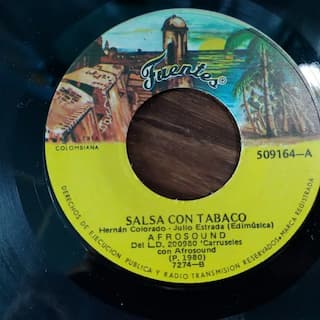 Fuentes
COLOMBIANA
509164-A
SALSA CON TABACO
Hernán Colorado - Julio Estrada (Edimúsica)
AFROSOUND
Del L.D. 200980 'Carruseles
con Afrosound
(P. 1980)
7274-B
DERECHOS DE EJECUCION PUBLICA Y RADIO TRANSMISION RESERVADOS - MARCA REGISTRADA